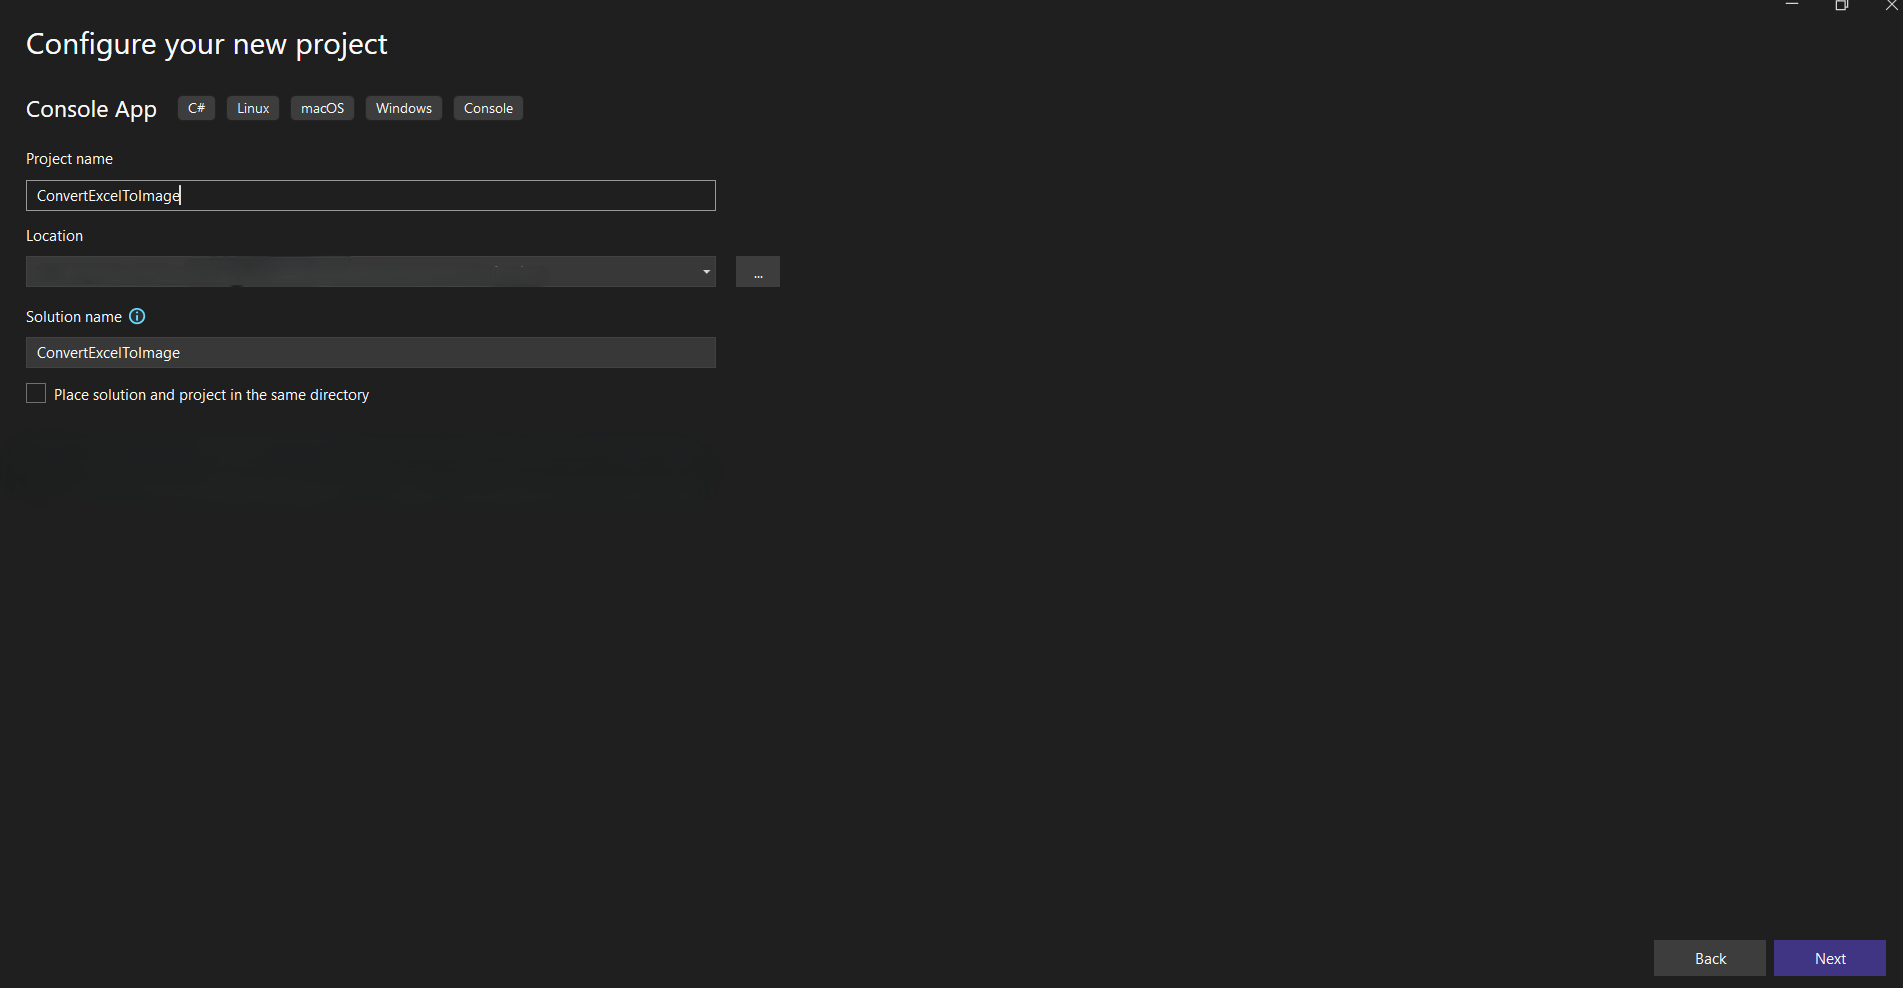 Configure your new project
Console App C# Linux macOS Windows Console
Project name
ConvertExcelToImage
Location
...
Solution name
ConvertExcelToImage
Place solution and project in the same directory
Back Next